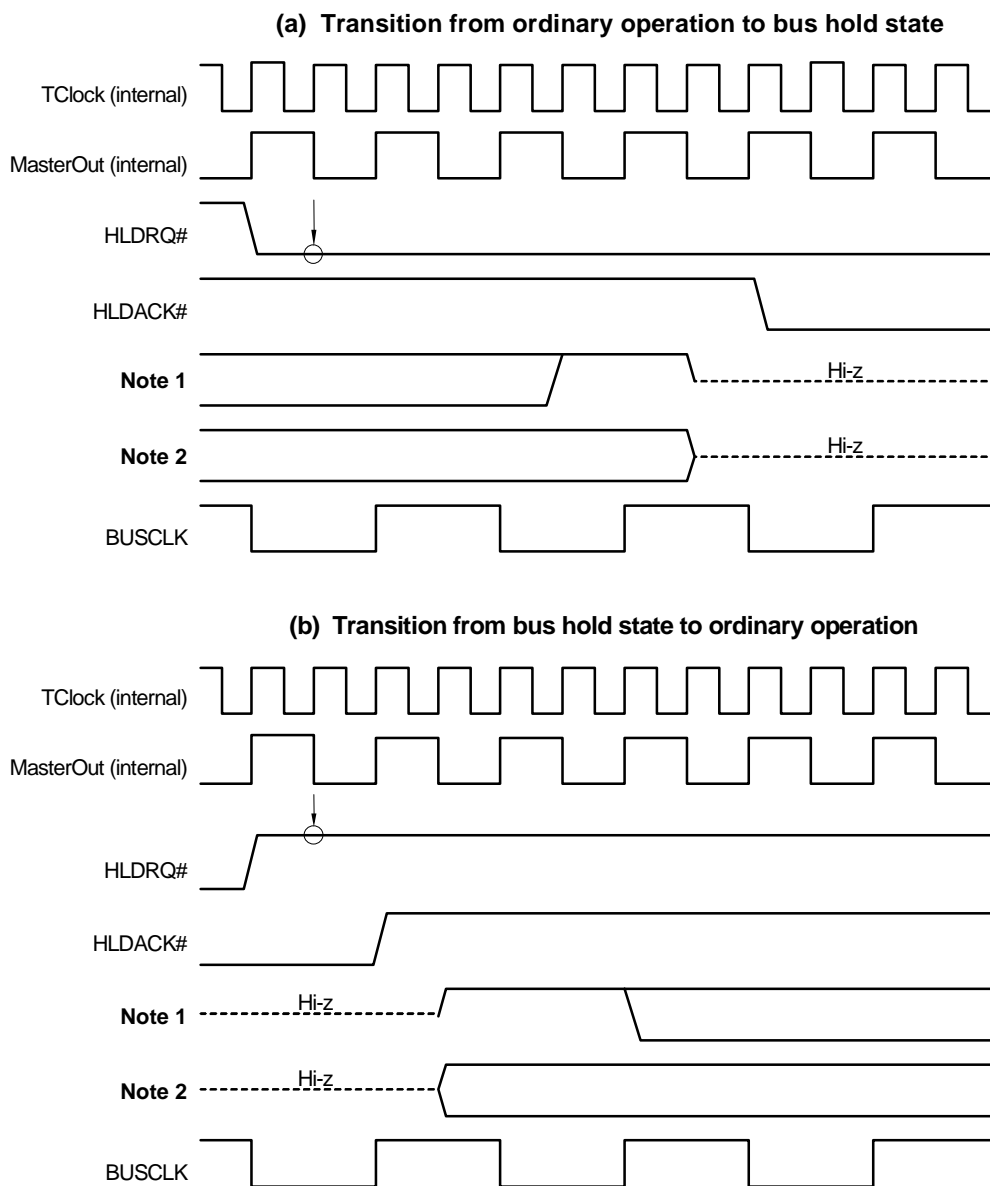 (a) Transition from ordinary operation to bus hold state
TClock (internal)
MasterOut (internal)
HLDRQ#
HLDACK#
Note 1
Hi-z
Note 2
Hi-z
BUSCLK
(b) Transition from bus hold state to ordinary operation
TClock (internal)
MasterOut (internal)
HLDRQ#
HLDACK#
Note 1
Hi-z
Note 2
Hi-z
BUSCLK